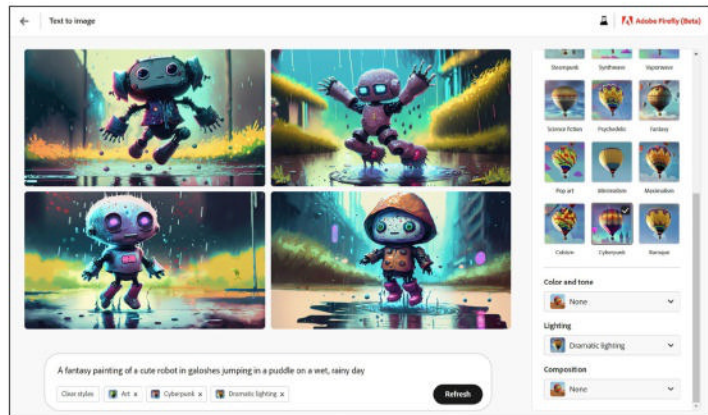 Text to image
Adobe Firefly (Beta)
Steampunk Synthwave Vaporwave
Science fiction Psychedelic Fantasy
Pop art Minimalism Maximalism
Cubism Cyberpunk Baroque
Color and tone
None
Lighting
Dramatic lighting
Composition
None
A fantasy painting of a cute robot in galoshes jumping in a puddle on a wet, rainy day
Clear styles Art x Cyberpunk x Dramatic lighting x
Refresh